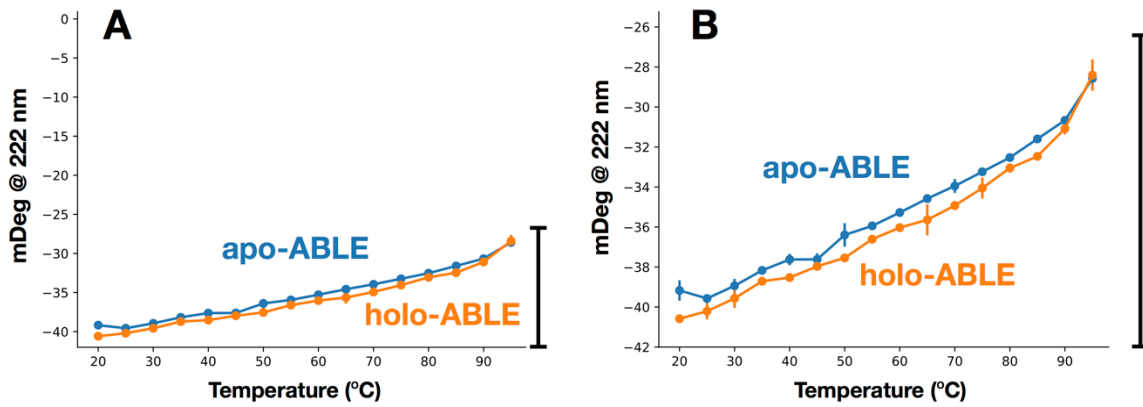 A
mDeg @ 222 nm
0
−5
−10
−15
−20
−25
−30
−35
−40
apo-ABLE
holo-ABLE
20 30 40 50 60 70 80 90
Temperature (ºC)
B
mDeg @ 222 nm
−26
−28
−30
−32
−34
−36
−38
−40
−42
apo-ABLE
holo-ABLE
20 30 40 50 60 70 80 90
Temperature (ºC)